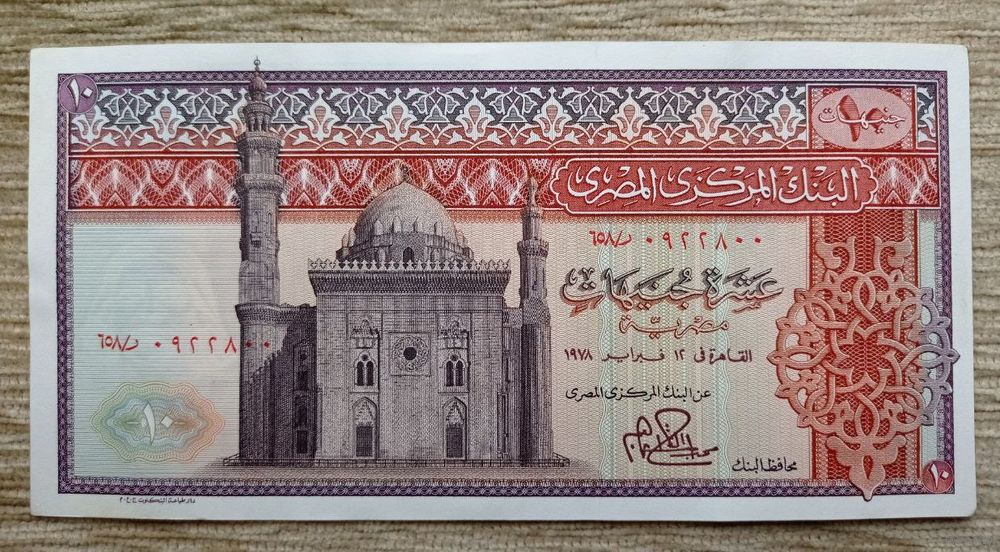 ١٠
١٠ جنيهات
البنك المركزى المصرى
د/٦٥٨ ٠٩٢٢٨٠٠
عشرة جنيهات
مصرية
القاهرة فى ١٢ فبراير ١٩٧٨
عن البنك المركزى المصرى
محافظ البنك
د/٦٥٨ ٠٩٢٢٨٠٠
١٠
١٠